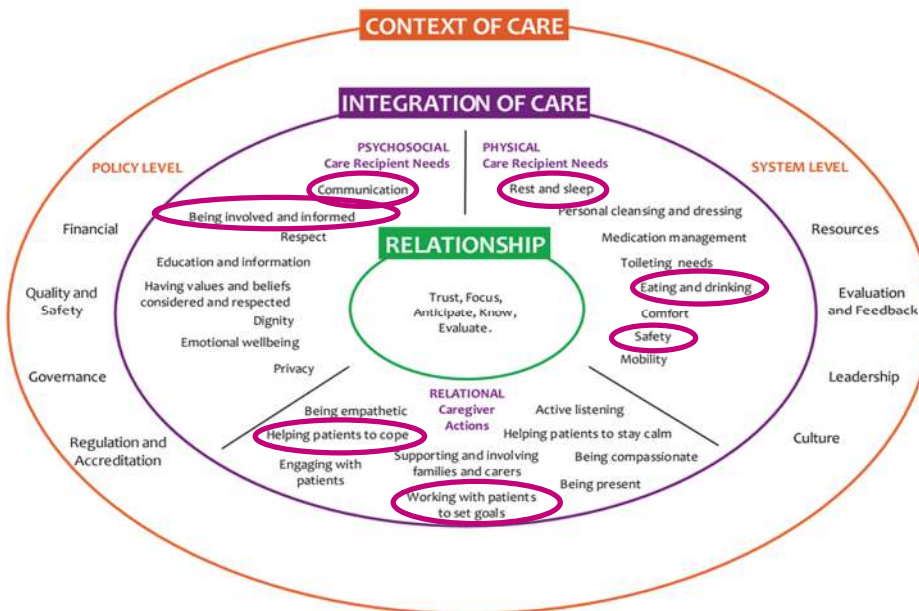 CONTEXT OF CARE
INTEGRATION OF CARE
POLICY LEVEL
Financial
Quality and
Safety
Governance
Regulation and
Accreditation
PSYCHOSOCIAL
Care Recipient Needs
Communication
Being involved and informed
Respect
Education and information
Having values and beliefs
considered and respected
Dignity
Emotional wellbeing
Privacy
PHYSICAL
Care Recipient Needs
Rest and sleep
Personal cleansing and dressing
Medication management
Toileting needs
Eating and drinking
Comfort
Safety
Mobility
SYSTEM LEVEL
Resources
Evaluation
and Feedback
Leadership
Culture
RELATIONSHIP
Trust, Focus,
Anticipate, Know,
Evaluate.
RELATIONAL
Caregiver
Actions
Being empathetic
Helping patients to cope
Engaging with
patients
Supporting and involving
families and carers
Working with patients
to set goals
Active listening
Helping patients to stay calm
Being compassionate
Being present